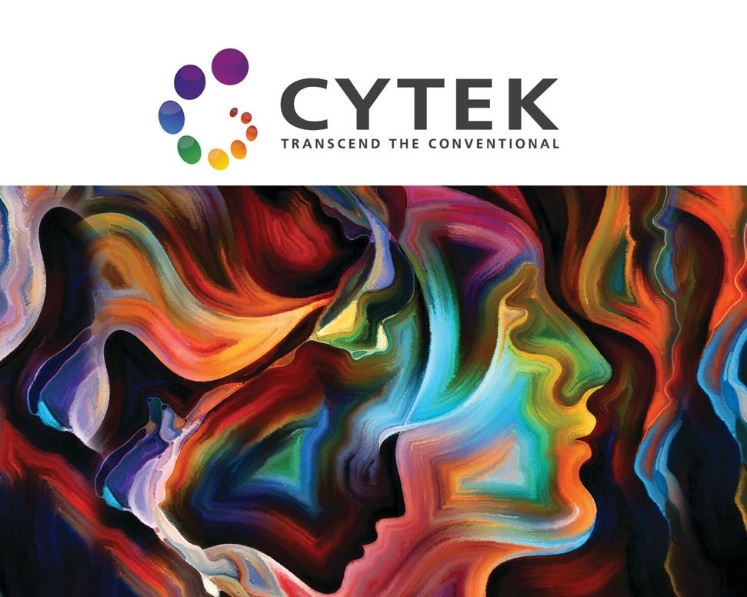 CYTEK
TRANSCEND THE CONVENTIONAL